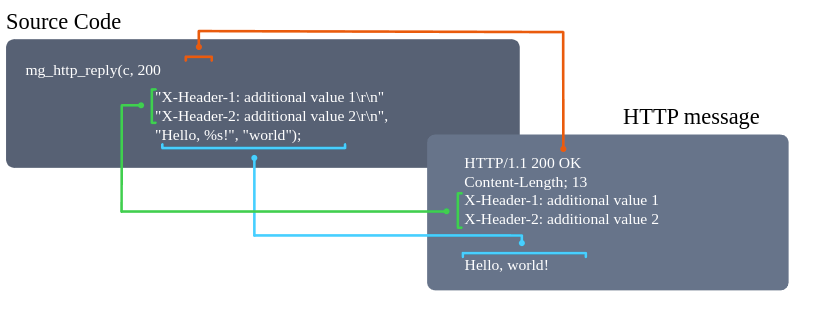 Source Code
mg_http_reply(c, 200
"X-Header-1: additional value 1\r\n"
"X-Header-2: additional value 2\r\n",
"Hello, %s!", "world");
HTTP message
HTTP/1.1 200 OK
Content-Length; 13
X-Header-1: additional value 1
X-Header-2: additional value 2
Hello, world!